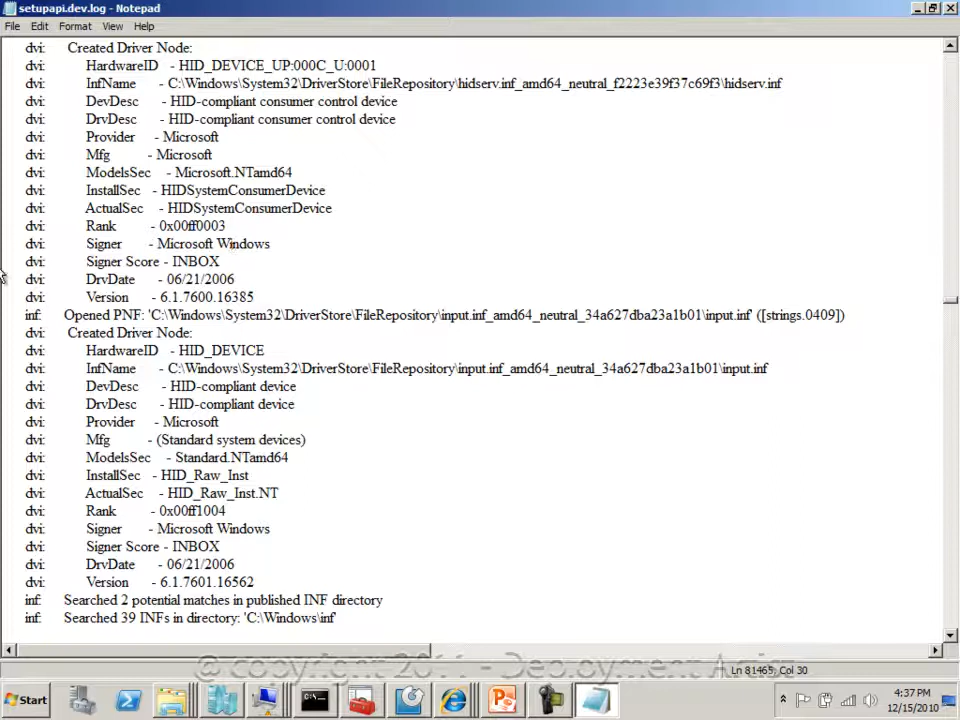 setupapi.dev.log - Notepad
File Edit Format View Help
dvi: Created Driver Node:
dvi: HardwareID - HID_DEVICE_UP:000C_U:0001
dvi: InfName - C:\Windows\System32\DriverStore\FileRepository\hidserv.inf_amd64_neutral_f2223e39f37c69f3\hidserv.inf
dvi: DevDesc - HID-compliant consumer control device
dvi: DrvDesc - HID-compliant consumer control device
dvi: Provider - Microsoft
dvi: Mfg - Microsoft
dvi: ModelsSec - Microsoft.NTamd64
dvi: InstallSec - HIDSystemConsumerDevice
dvi: ActualSec - HIDSystemConsumerDevice
dvi: Rank - 0x00ff0003
dvi: Signer - Microsoft Windows
dvi: Signer Score - INBOX
dvi: DrvDate - 06/21/2006
dvi: Version - 6.1.7600.16385
inf: Opened PNF: 'C:\Windows\System32\DriverStore\FileRepository\input.inf_amd64_neutral_34a627dba23a1b01\input.inf' ([strings.0409])
dvi: Created Driver Node:
dvi: HardwareID - HID_DEVICE
dvi: InfName - C:\Windows\System32\DriverStore\FileRepository\input.inf_amd64_neutral_34a627dba23a1b01\input.inf
dvi: DevDesc - HID-compliant device
dvi: DrvDesc - HID-compliant device
dvi: Provider - Microsoft
dvi: Mfg - (Standard system devices)
dvi: ModelsSec - Standard.NTamd64
dvi: InstallSec - HID_Raw_Inst
dvi: ActualSec - HID_Raw_Inst.NT
dvi: Rank - 0x00ff1004
dvi: Signer - Microsoft Windows
dvi: Signer Score - INBOX
dvi: DrvDate - 06/21/2006
dvi: Version - 6.1.7601.16562
inf: Searched 2 potential matches in published INF directory
inf: Searched 39 INFs in directory: 'C:\Windows\inf'
@ copyright 2011 - Deployment Artist
Ln 81465, Col 30
Start
4:37 PM
12/15/2010